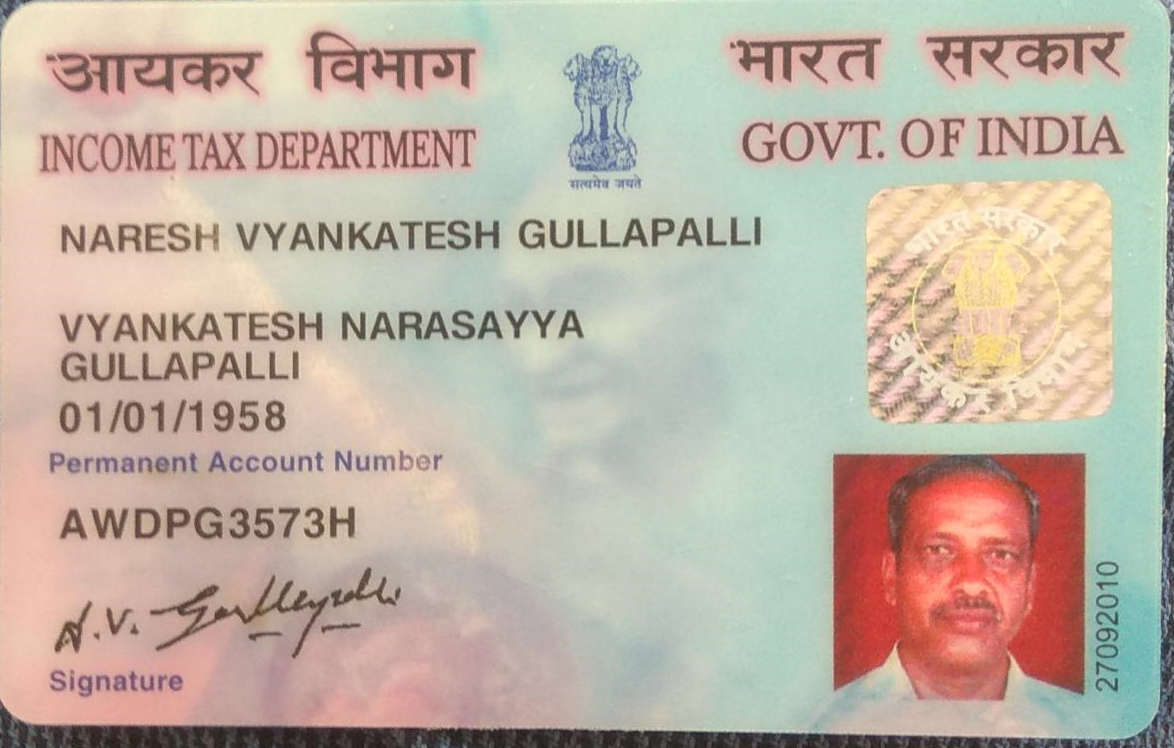 आयकर विभाग
भारत सरकार
INCOME TAX DEPARTMENT
GOVT. OF INDIA
सत्यमेव जयते
NARESH VYANKATESH GULLAPALLI
भारत सरकार
आयकर विभाग
VYANKATESH NARASAYYA
GULLAPALLI
01/01/1958
Permanent Account Number
AWDPG3573H
N.V. Gullapalli
Signature
27092010